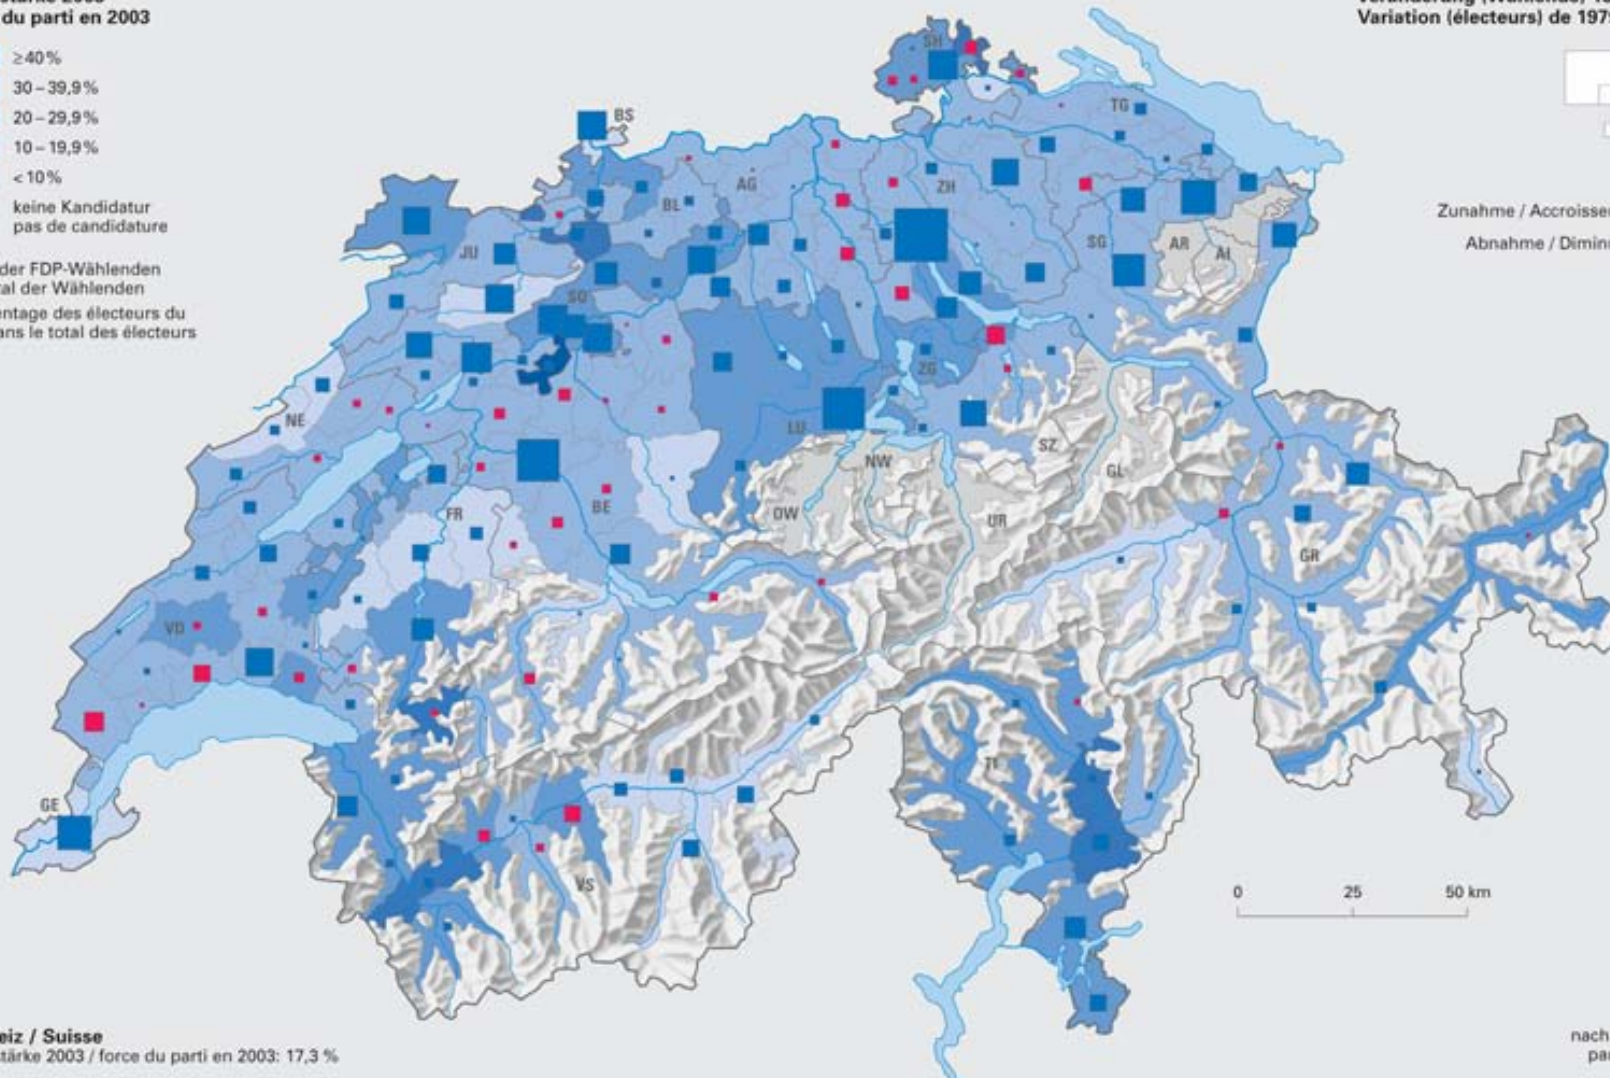 du parti en 2003
≥40%
30 – 39,9%
20 – 29,9%
10 – 19,9%
< 10%
keine Kandidatur
pas de candidature
der FDP-Wählenden
al der Wählenden
entage des électeurs du
ans le total des électeurs
Variation (électeurs) de 197
Zunahme / Accroisse
Abnahme / Dimin
SH
BS
TG
AG
ZH
BL
JU
SG
AR
AI
SO
ZG
NE
LU
SZ
NW
GL
FR
BE
OW
UR
GR
VD
TI
GE
VS
0 25 50 km
eiz / Suisse
tärke 2003 / force du parti en 2003: 17,3 %
nach
pa